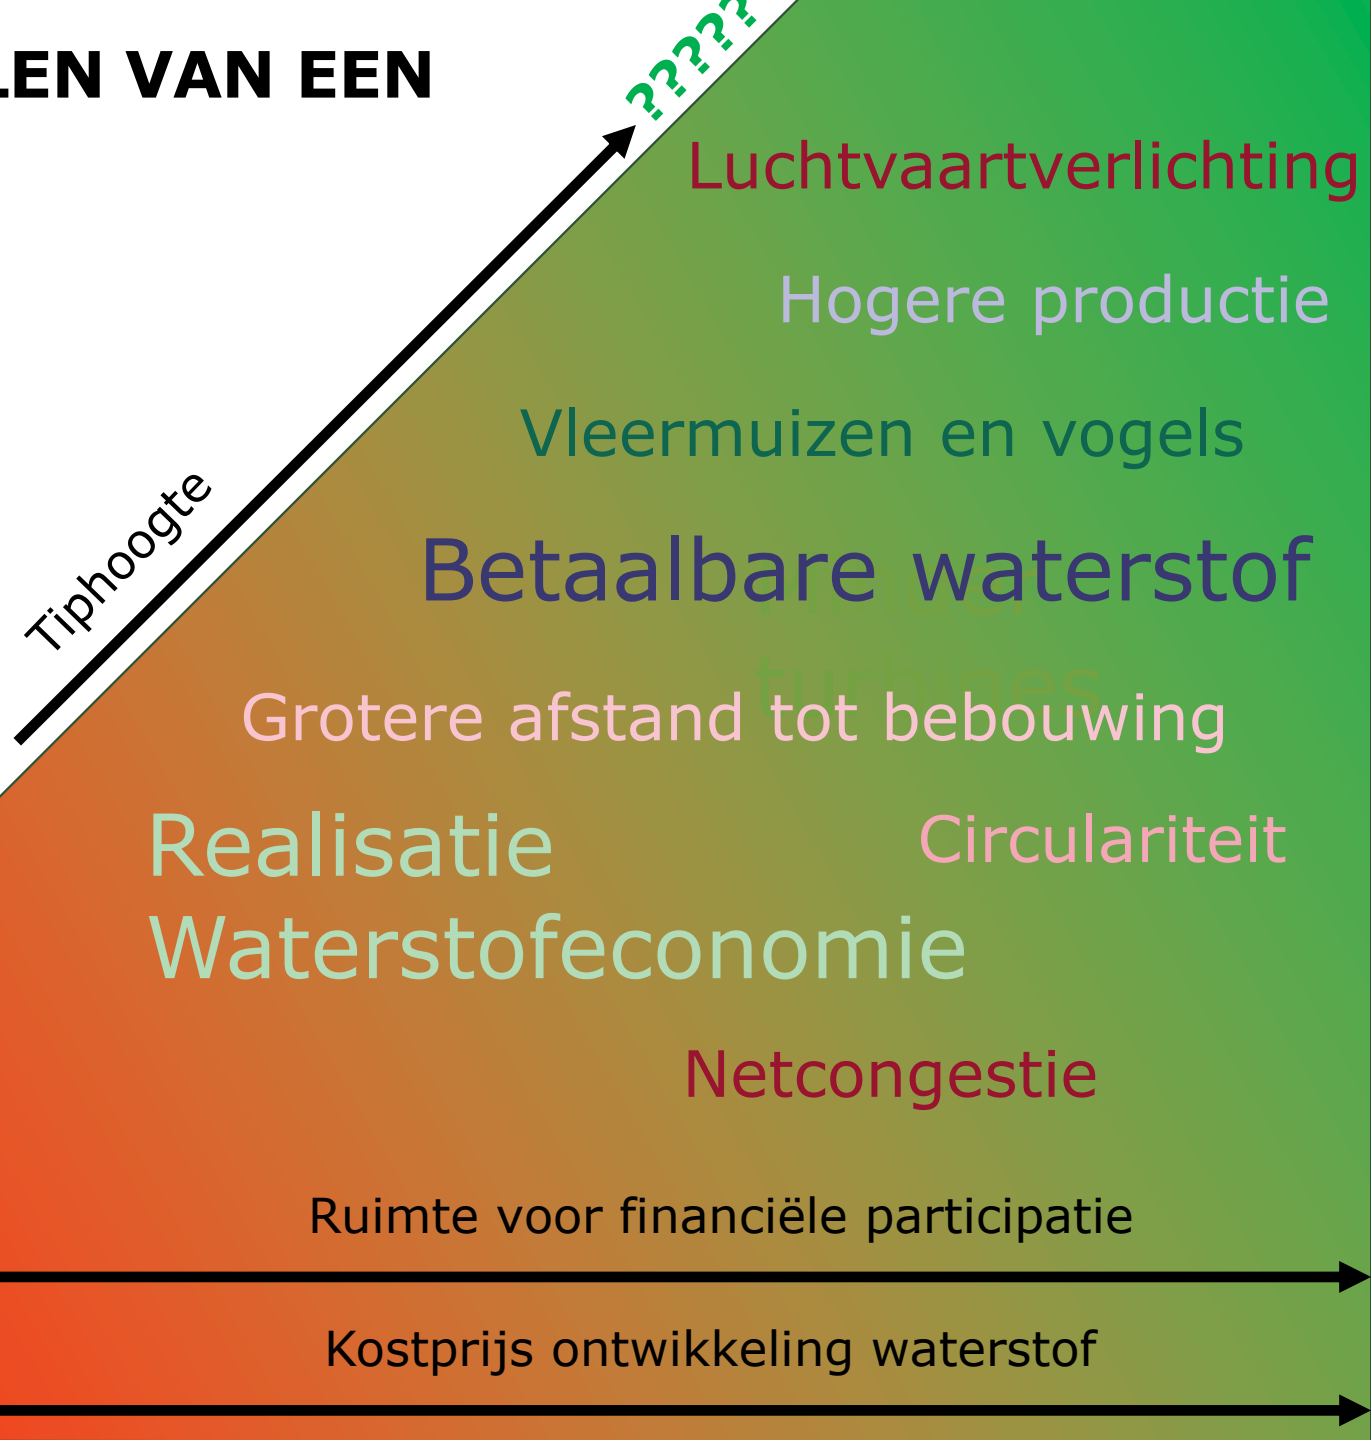 LEN VAN EEN
?????
Luchtvaartverlichting
Hogere productie
Vleermuizen en vogels
Tiphoogte
Betaalbare waterstof
turbines
Grotere afstand tot bebouwing
Realisatie
Circulariteit
Waterstofeconomie
Netcongestie
Ruimte voor financiële participatie
Kostprijs ontwikkeling waterstof